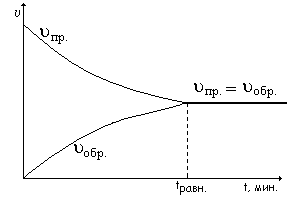 υ
υпр.
υпр. = υобр.
υобр.
tравн.
t, мин.